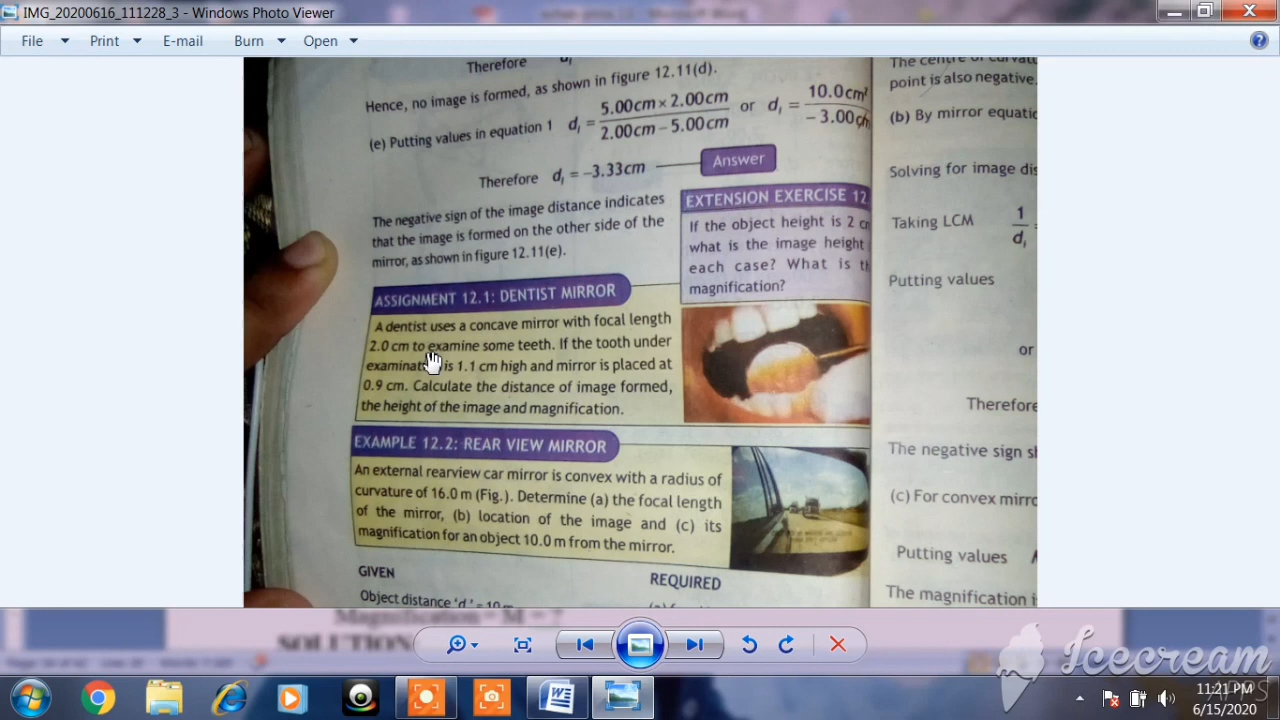 IMG_20200616_111228_3 - Windows Photo Viewer
File Print E-mail Burn Open
Therefore
Hence, no image is formed, as shown in figure 12.11(d).
(e) Putting values in equation 1 dᵢ = 5.00cm × 2.00cm / 2.00cm − 5.00cm or dᵢ = 10.0cm² / − 3.00cm
Therefore dᵢ = −3.33cm Answer
The negative sign of the image distance indicates
that the image is formed on the other side of the
mirror, as shown in figure 12.11(e).
EXTENSION EXERCISE 12
If the object height is 2
what is the image height
each case? What is
magnification?
ASSIGNMENT 12.1: DENTIST MIRROR
A dentist uses a concave mirror with focal length
2.0 cm to examine some teeth. If the tooth under
is 1.1 cm high and mirror is placed at
0.9 cm. Calculate the distance of image formed,
the height of the image and magnification.
EXAMPLE 12.2: REAR VIEW MIRROR
An external rearview car mirror is convex with a radius of
curvature of 16.0 m (Fig.). Determine (a) the focal length
of the mirror, (b) location of the image and (c) its
magnification for an object 10.0 m from the mirror.
GIVEN REQUIRED
Object distance
point is also negative.
(b) By mirror
Solving for image
Taking LCM 1 / dᵢ =
Putting values
or
Therefore
The negative sign
(c) For convex
Putting values
The magnification
Magnification = M = ?
SOLUTION
Icecream
APPS
11:21 PM
6/15/2020